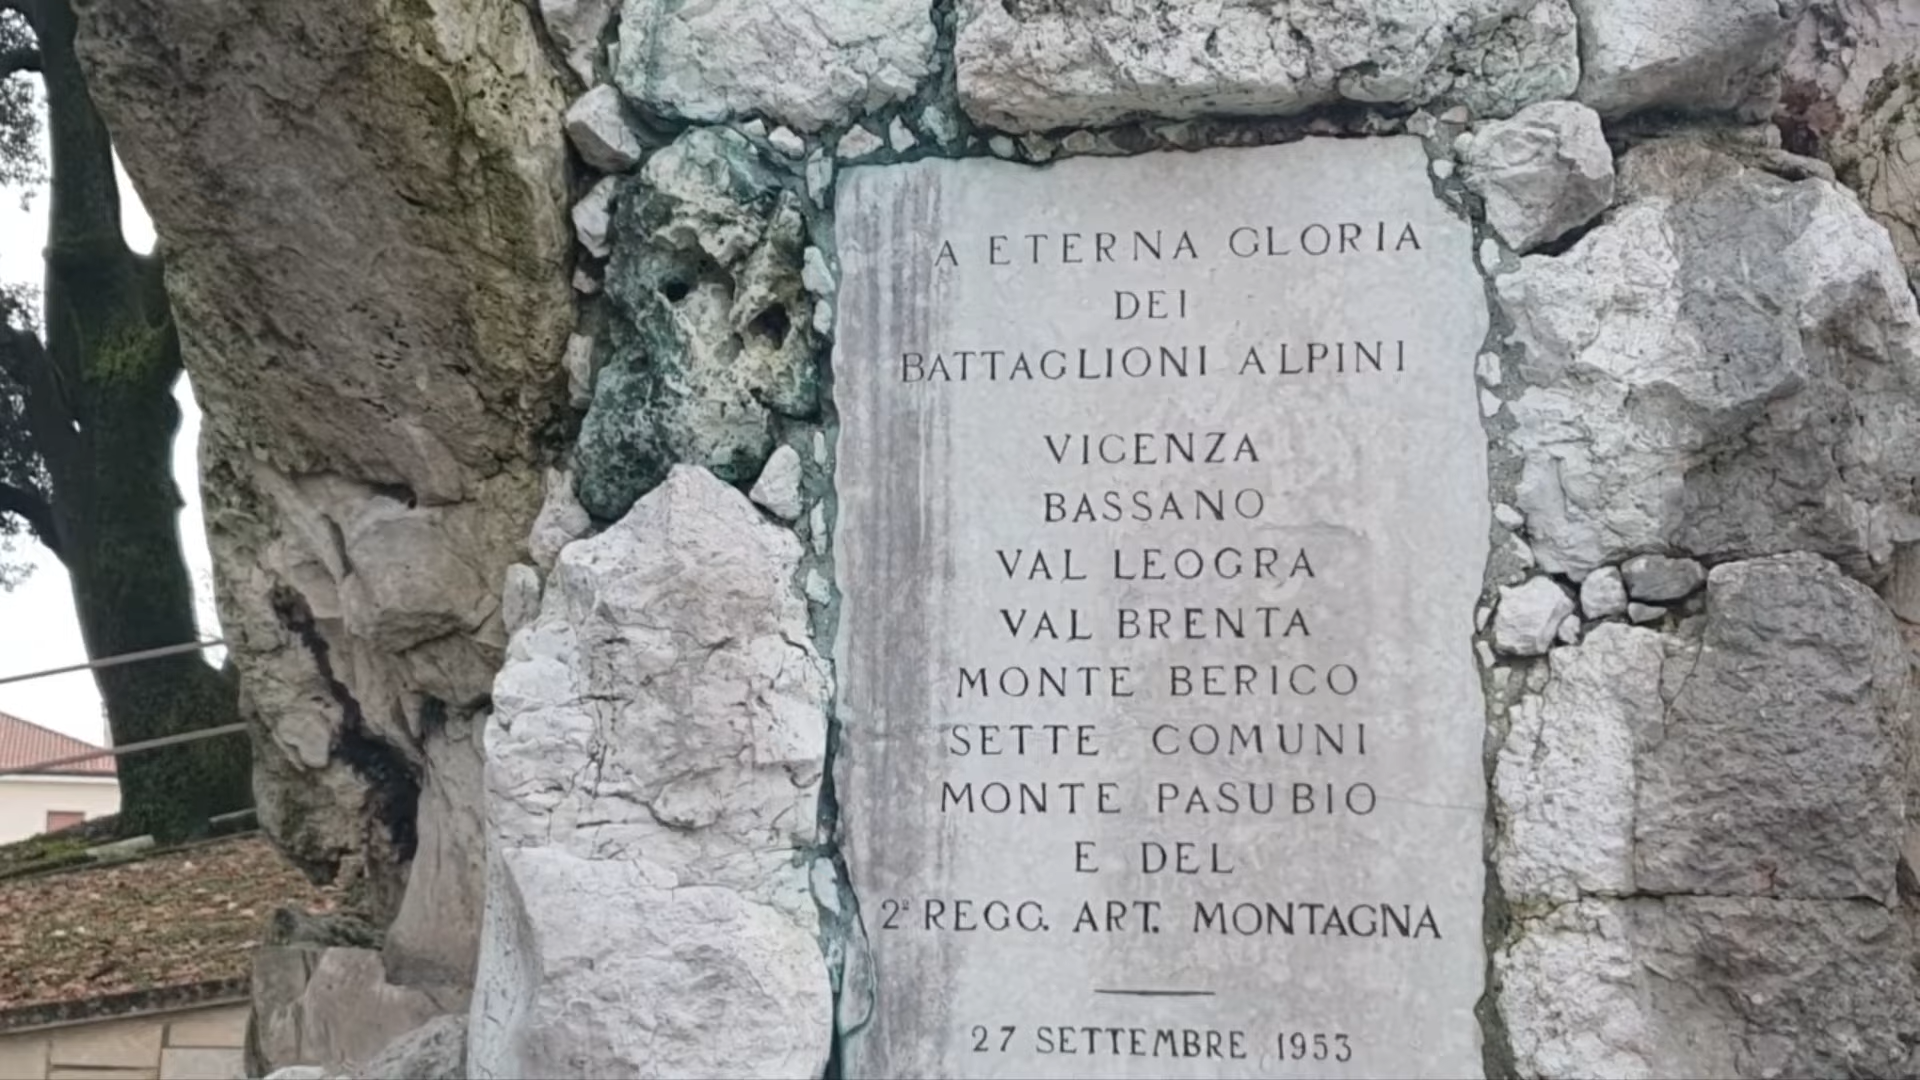 A ETERNA GLORIA
DEI
BATTAGLIONI ALPINI
VICENZA
BASSANO
VAL LEOGRA
VAL BRENTA
MONTE BERICO
SETTE COMUNI
MONTE PASUBIO
E DEL
2° REGG. ART. MONTAGNA
27 SETTEMBRE 1953